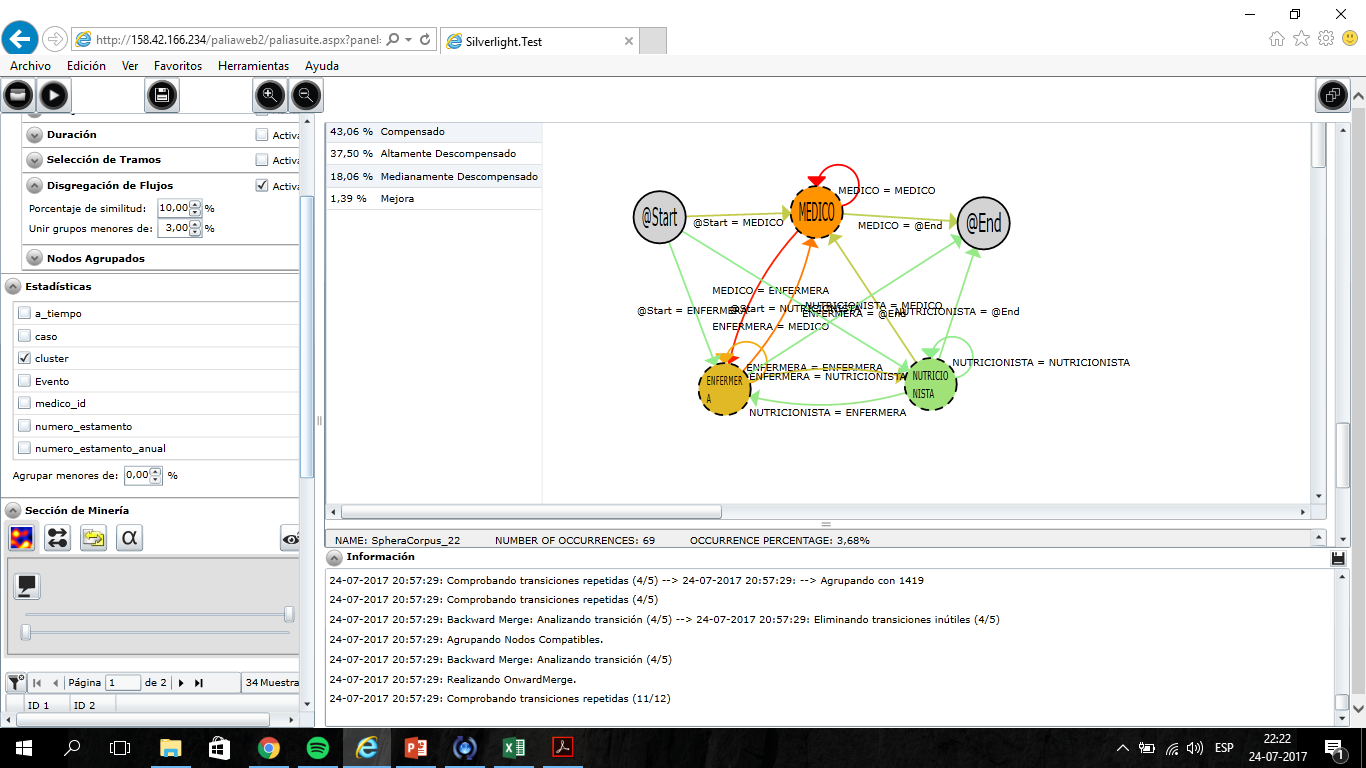 http://158.42.166.234/paliaweb2/paliasuite.aspx?panel:
Silverlight.Test
Archivo Edición Ver Favoritos Herramientas Ayuda
Duración Activa
Selección de Tramos Activa
Disgregación de Flujos Activa
Porcentaje de similitud: 10,00 %
Unir grupos menores de: 3,00 %
Nodos Agrupados
Estadísticas
a_tiempo
caso
cluster
Evento
medico_id
numero_estamento
numero_estamento_anual
Agrupar menores de: 0,00 %
Sección de Minería
α
Página 1 de 2 34 Muestra
ID 1 ID 2
43,06 % Compensado
37,50 % Altamente Descompensado
18,06 % Medianamente Descompensado
1,39 % Mejora
MEDICO = MEDICO
@Start
MEDICO
@End
@Start = MEDICO
MEDICO = @End
MEDICO = ENFERMERA
NUTRICIONISTA = MEDICO
@Start = ENFERMERA
@Start = NUTRICIONISTA
ENFERMERA = @End
NUTRICIONISTA = @End
ENFERMERA = MEDICO
NUTRICIONISTA = NUTRICIONISTA
ENFERMERA = ENFERMERA
ENFERMERA = NUTRICIONISTA
ENFERMER
A
NUTRICIO
NISTA
NUTRICIONISTA = ENFERMERA
NAME: SpheraCorpus_22 NUMBER OF OCCURRENCES: 69 OCCURRENCE PERCENTAGE: 3,68%
Información
24-07-2017 20:57:29: Comprobando transiciones repetidas (4/5) --> 24-07-2017 20:57:29: --> Agrupando con 1419
24-07-2017 20:57:29: Comprobando transiciones repetidas (4/5)
24-07-2017 20:57:29: Backward Merge: Analizando transición (4/5) --> 24-07-2017 20:57:29: Eliminando transiciones inútiles (4/5)
24-07-2017 20:57:29: Agrupando Nodos Compatibles.
24-07-2017 20:57:29: Backward Merge: Analizando transición (4/5)
24-07-2017 20:57:29: Realizando OnwardMerge.
24-07-2017 20:57:29: Comprobando transiciones repetidas (11/12)
ESP
22:22
24-07-2017
1